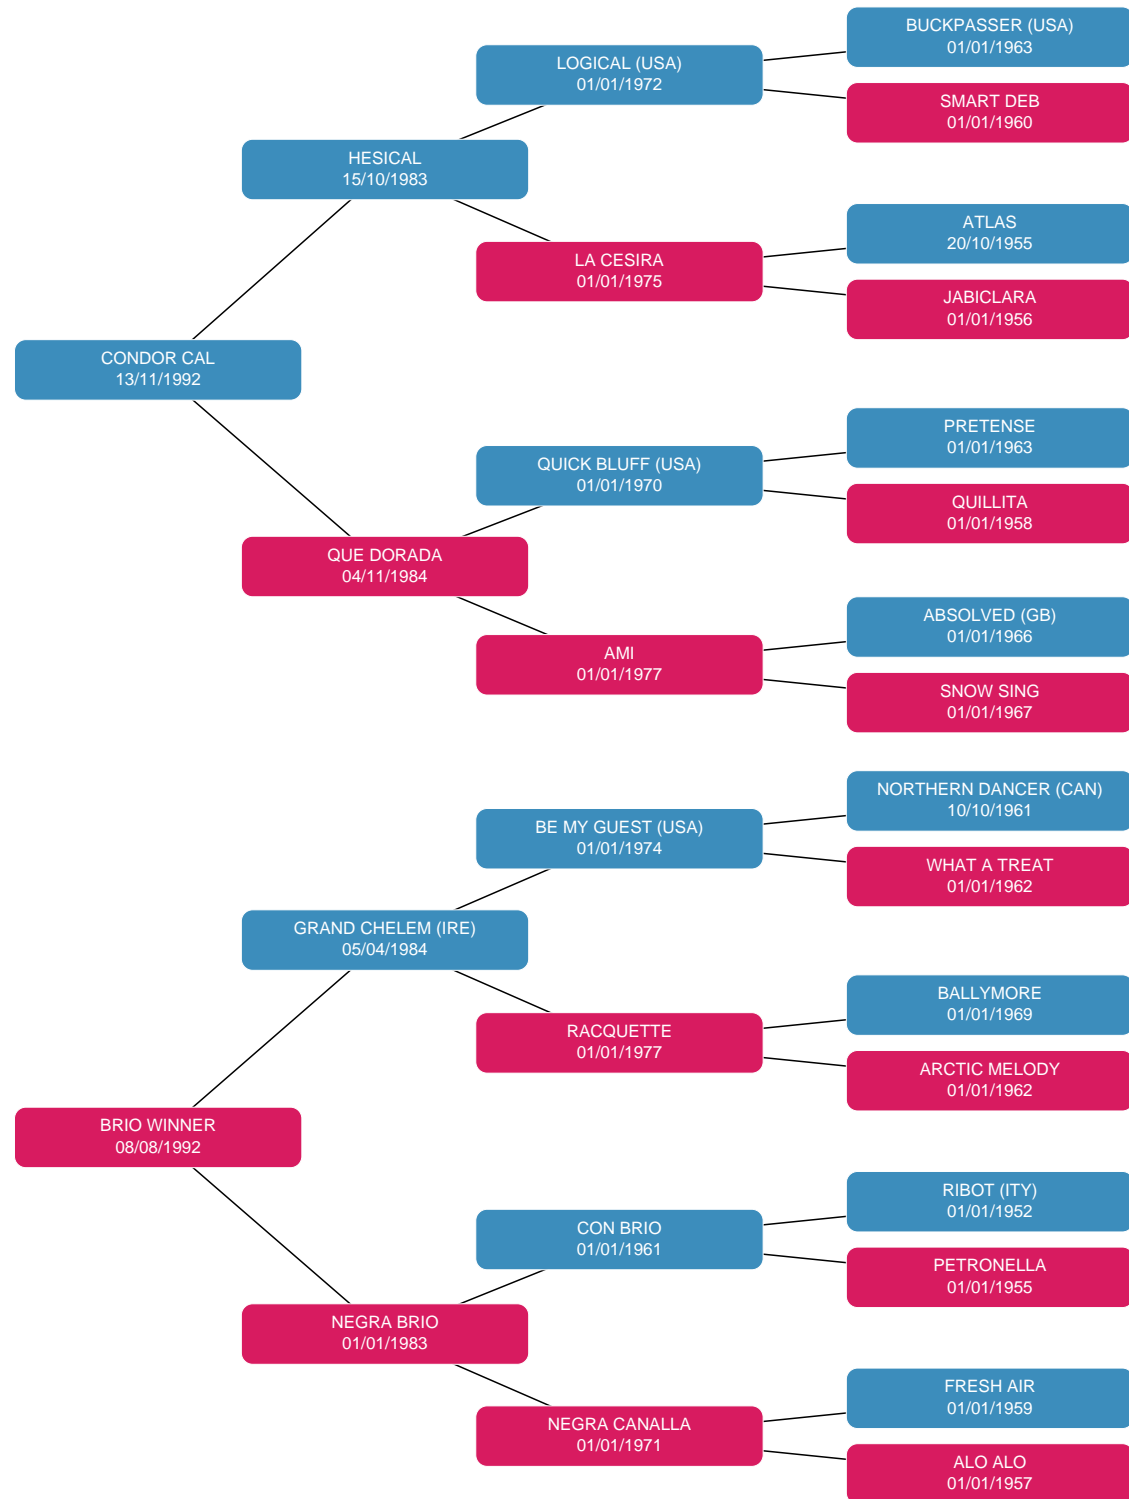 BUCKPASSER (USA)
01/01/1963
LOGICAL (USA)
01/01/1972
SMART DEB
01/01/1960
HESICAL
15/10/1983
ATLAS
20/10/1955
LA CESIRA
01/01/1975
JABICLARA
01/01/1956
CONDOR CAL
13/11/1992
PRETENSE
01/01/1963
QUICK BLUFF (USA)
01/01/1970
QUILLITA
01/01/1958
QUE DORADA
04/11/1984
ABSOLVED (GB)
01/01/1966
AMI
01/01/1977
SNOW SING
01/01/1967
NORTHERN DANCER (CAN)
10/10/1961
BE MY GUEST (USA)
01/01/1974
WHAT A TREAT
01/01/1962
GRAND CHELEM (IRE)
05/04/1984
BALLYMORE
01/01/1969
RACQUETTE
01/01/1977
ARCTIC MELODY
01/01/1962
BRIO WINNER
08/08/1992
RIBOT (ITY)
01/01/1952
CON BRIO
01/01/1961
PETRONELLA
01/01/1955
NEGRA BRIO
01/01/1983
FRESH AIR
01/01/1959
NEGRA CANALLA
01/01/1971
ALO ALO
01/01/1957